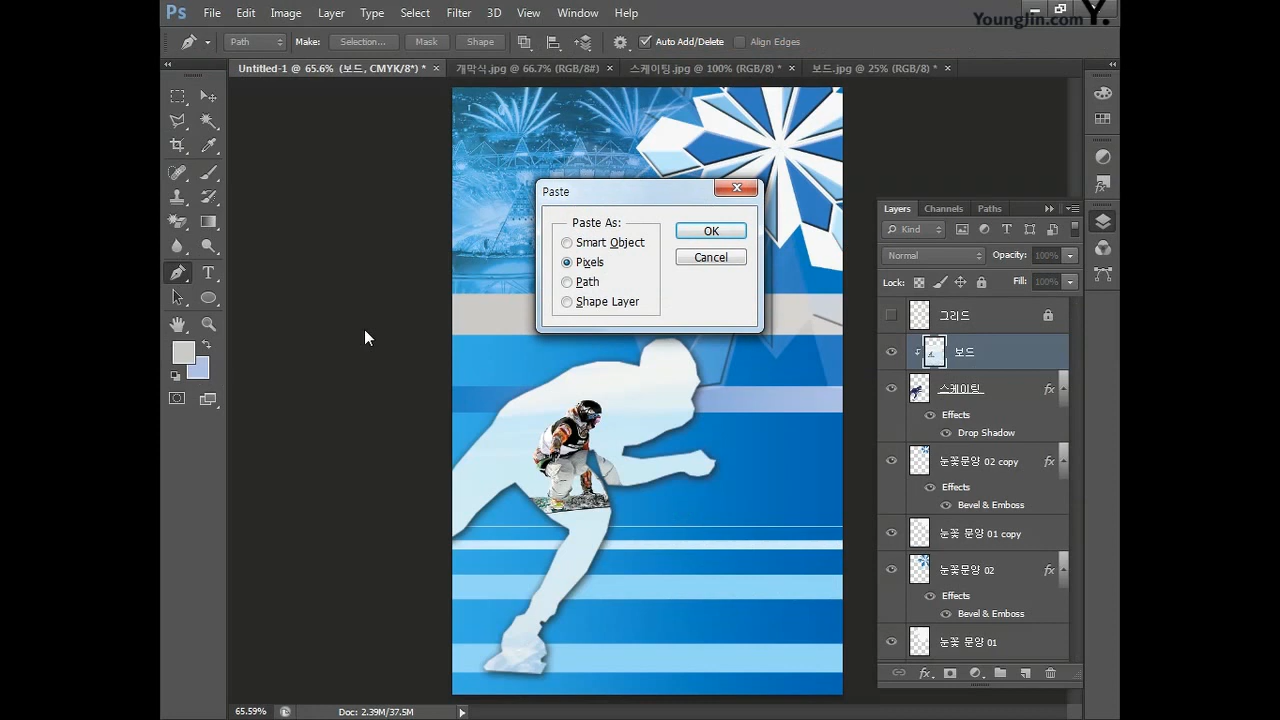 Ps File Edit Image Layer Type Select Filter 3D View Window Help
YoungJin.com Y.
Path Make: Selection... Mask Shape Auto Add/Delete Align Edges
Untitled-1 @ 65.6% (보드, CMYK/8*) * × 개막식.jpg @ 66.7% (RGB/8#) × 스케이팅.jpg @ 100% (RGB/8) * × 보드.jpg @ 25% (RGB/8) * ×
Paste
Paste As:
Smart Object
Pixels
Path
Shape Layer
OK
Cancel
Layers Channels Paths
Kind
Normal Opacity: 100%
Lock: Fill: 100%
그리드
보드
스케이팅 fx
Effects
Drop Shadow
눈꽃문양 02 copy fx
Effects
Bevel & Emboss
눈꽃 문양 01 copy
눈꽃문양 02 fx
Effects
Bevel & Emboss
눈꽃 문양 01
fx
65.59% Doc: 2.39M/37.5M